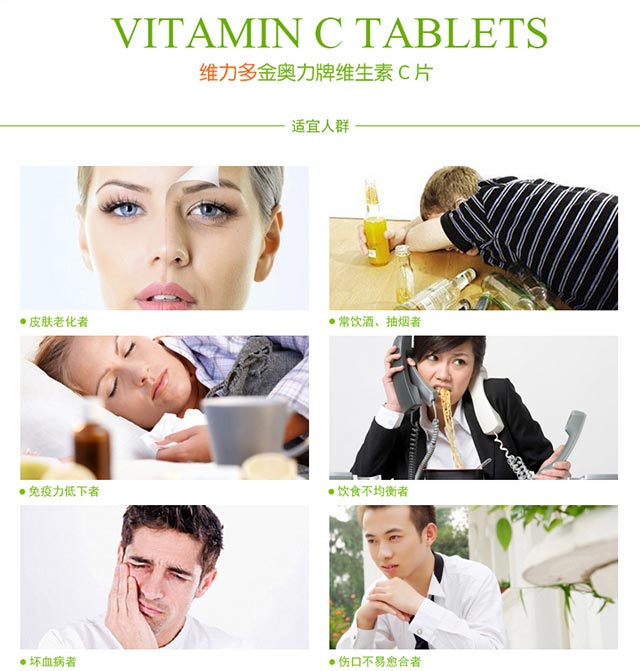 VITAMIN C TABLETS
维力多金奥力牌维生素 C 片
适宜人群
皮肤老化者
常饮酒、抽烟者
免疫力低下者
饮食不均衡者
坏血病者
伤口不易愈合者